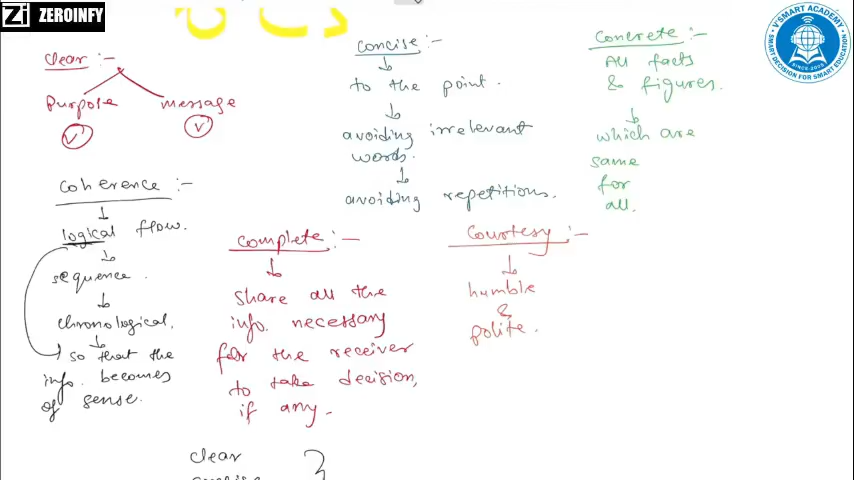 Zi ZEROINFY
V'SMART ACADEMY
SINCE-2015
SMART DECISION FOR SMART EDUCATION
Clear :-
Purpose message
Concise :-
to the point.
avoiding irrelevant
words.
avoiding repetitions.
Concrete :-
All facts
& figures.
which are
same
for
all.
Coherence :-
logical flow.
sequence.
chronological.
so that the
info. becomes
of sense.
Complete :-
Share all the
info. necessary
for the receiver
to take decision,
if any.
Courtesy :-
humble
&
polite.
clear